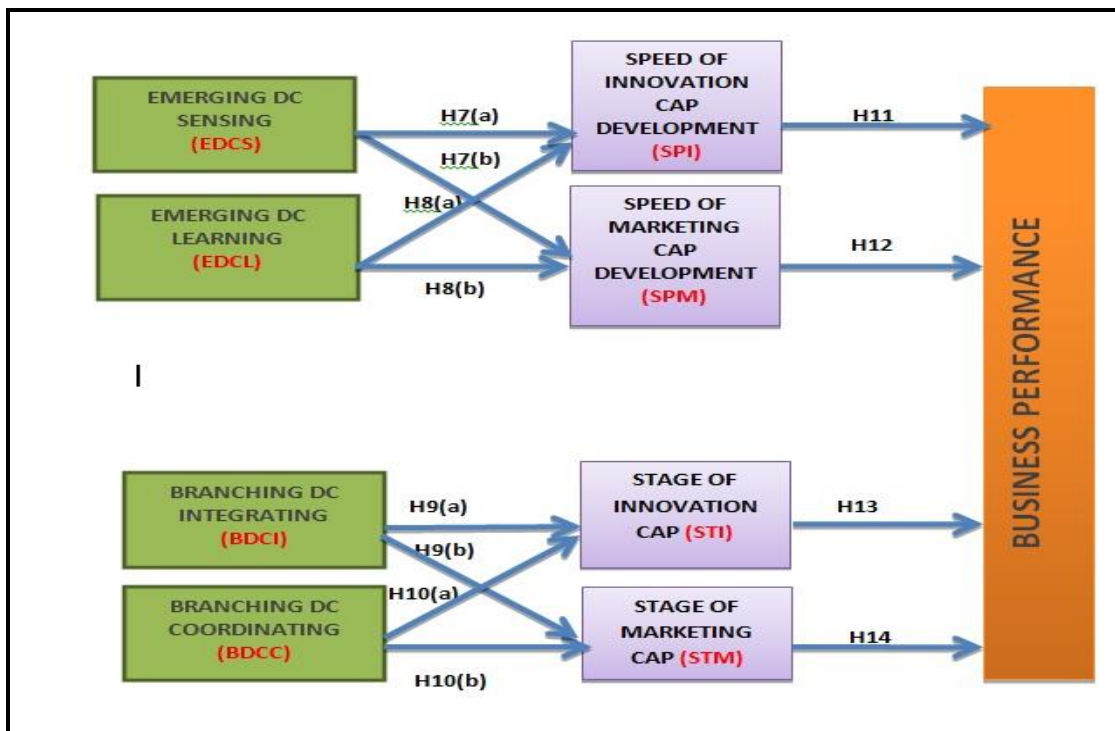 EMERGING DC
SENSING
(EDCS)
EMERGING DC
LEARNING
(EDCL)
H7(a)
H7(b)
H8(a)
H8(b)
SPEED OF
INNOVATION
CAP
DEVELOPMENT
(SPI)
SPEED OF
MARKETING
CAP
DEVELOPMENT
(SPM)
H11
H12
BUSINESS PERFORMANCE
BRANCHING DC
INTEGRATING
(BDCI)
BRANCHING DC
COORDINATING
(BDCC)
H9(a)
H9(b)
H10(a)
H10(b)
STAGE OF
INNOVATION
CAP (STI)
STAGE OF
MARKETING
CAP (STM)
H13
H14